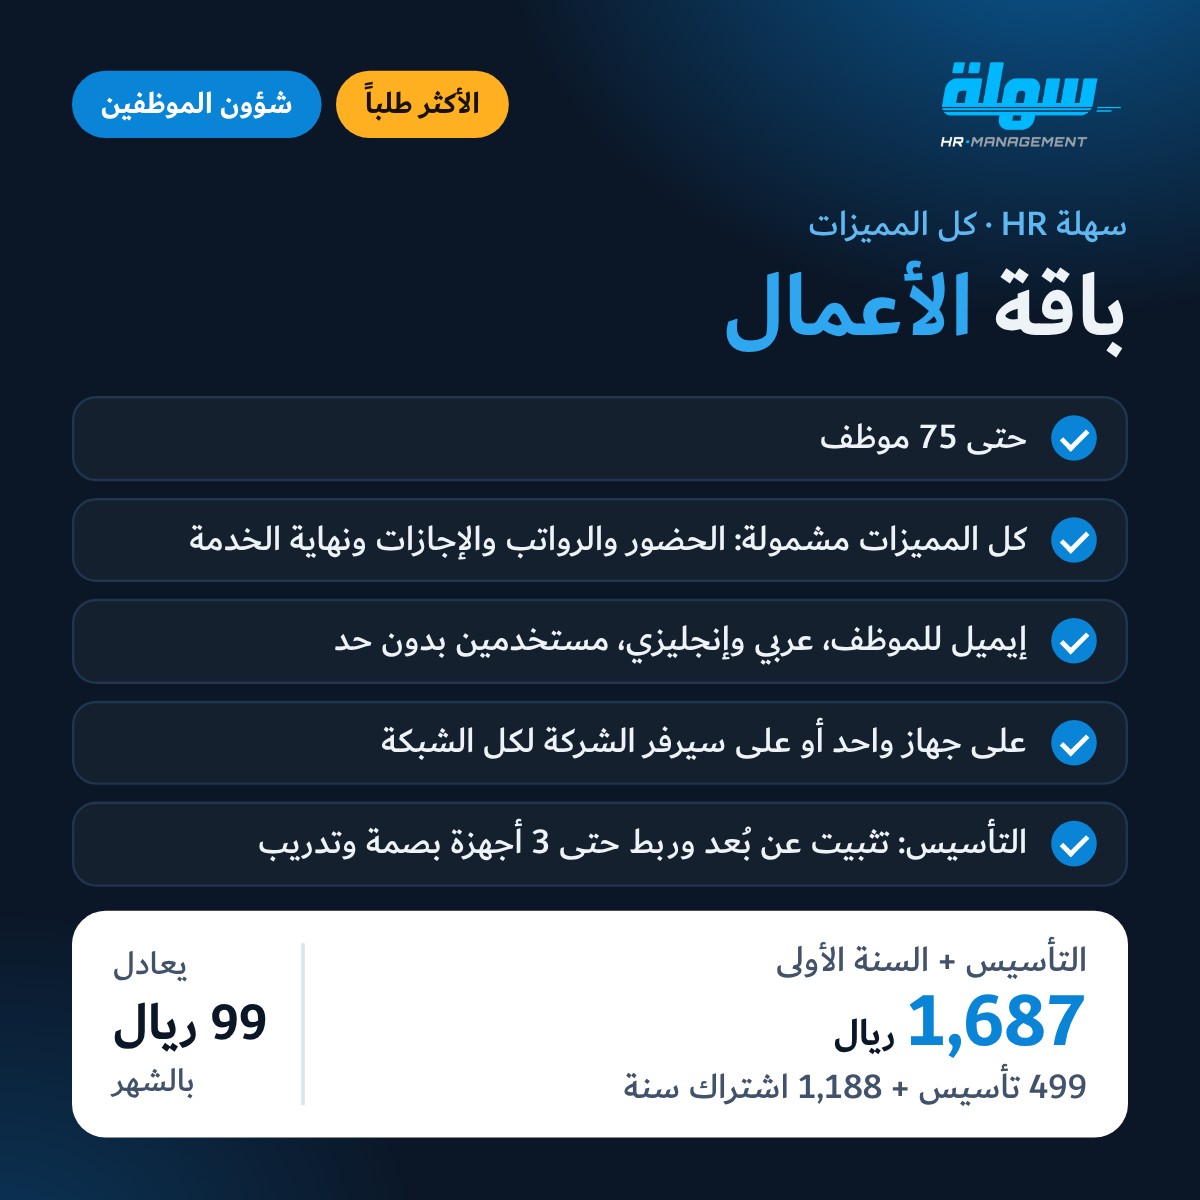 سهلة
HR·MANAGEMENT
الأكثر طلباً
شؤون الموظفين
سهلة HR · كل المميزات
باقة الأعمال
حتى 75 موظف
كل المميزات مشمولة: الحضور والرواتب والإجازات ونهاية الخدمة
إيميل للموظف، عربي وإنجليزي، مستخدمين بدون حد
على جهاز واحد أو على سيرفر الشركة لكل الشبكة
التأسيس: تثبيت عن بُعد وربط حتى 3 أجهزة بصمة وتدريب
التأسيس + السنة الأولى
1,687 ريال
499 تأسيس + 1,188 اشتراك سنة
يعادل
99 ريال
بالشهر